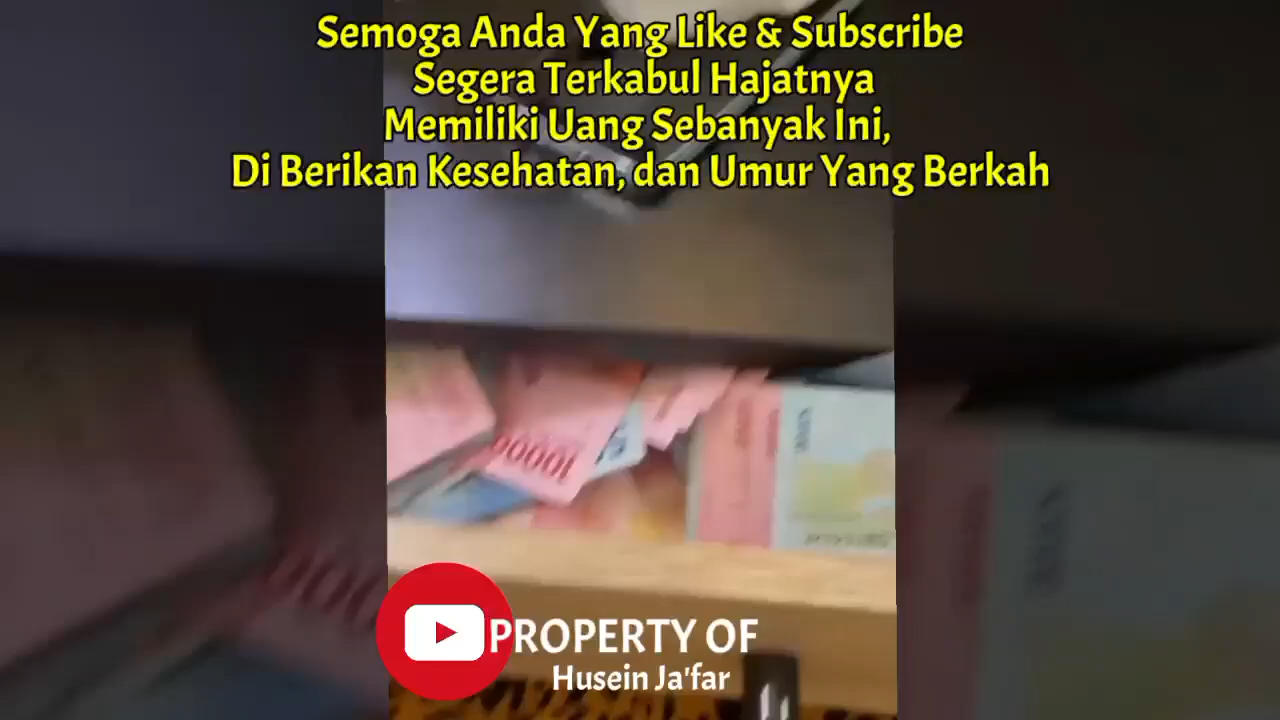 Semoga Anda Yang Like & Subscribe
Segera Terkabul Hajatnya
Memiliki Uang Sebanyak Ini,
Di Berikan Kesehatan, dan Umur Yang Berkah
PROPERTY OF
Husein Ja'far